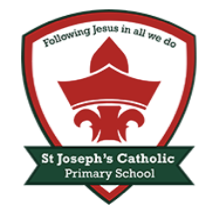 Following Jesus in all we do
St Joseph's Catholic
Primary School